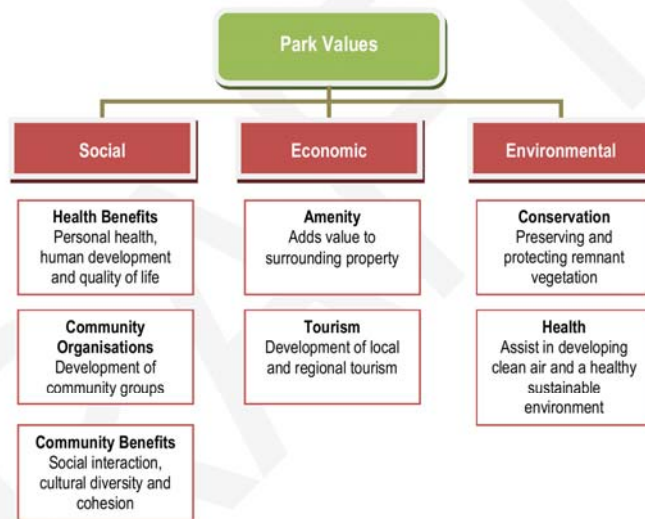 Park Values
Social
Economic
Environmental
Health Benefits
Personal health,
human development
and quality of life
Community
Organisations
Development of
community groups
Community Benefits
Social interaction,
cultural diversity and
cohesion
Amenity
Adds value to
surrounding property
Tourism
Development of local
and regional tourism
Conservation
Preserving and
protecting remnant
vegetation
Health
Assist in developing
clean air and a healthy
sustainable
environment